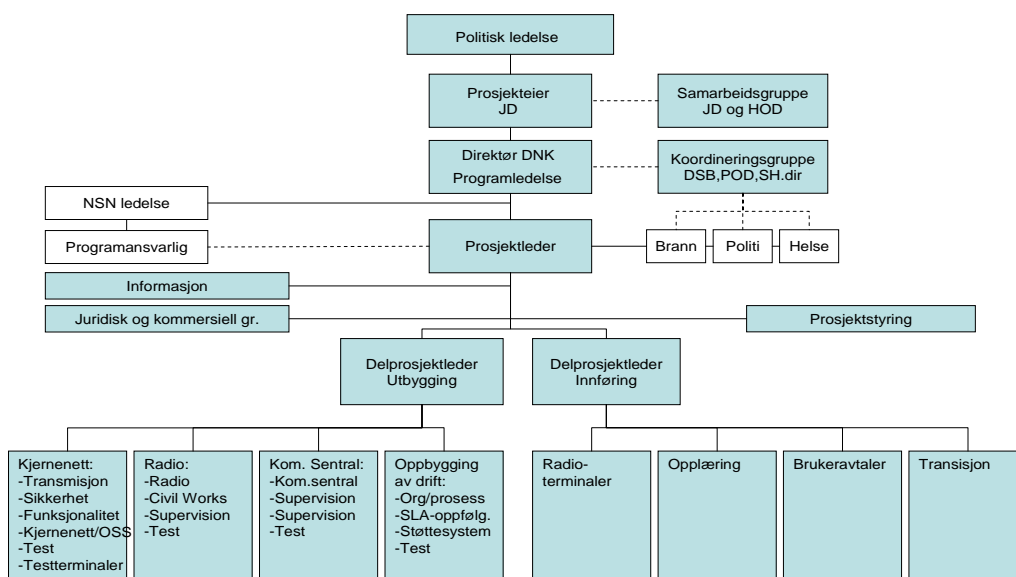 Politisk ledelse
Prosjekteier
JD
Samarbeidsgruppe
JD og HOD
Direktør DNK
Programledelse
Koordineringsgruppe
DSB,POD,SH.dir
NSN ledelse
Programansvarlig
Prosjektleder
Brann
Politi
Helse
Informasjon
Juridisk og kommersiell gr.
Prosjektstyring
Delprosjektleder
Utbygging
Delprosjektleder
Innføring
Kjernenett:
-Transmisjon
-Sikkerhet
-Funksjonalitet
-Kjernenett/OSS
-Test
-Testterminaler
Radio:
-Radio
-Civil Works
-Supervision
-Test
Kom. Sentral:
-Kom.sentral
-Supervision
-Supervision
-Test
Oppbygging
av drift:
-Org/prosess
-SLA-oppfølg.
-Støttesystem
-Test
Radio-
terminaler
Opplæring
Brukeravtaler
Transisjon